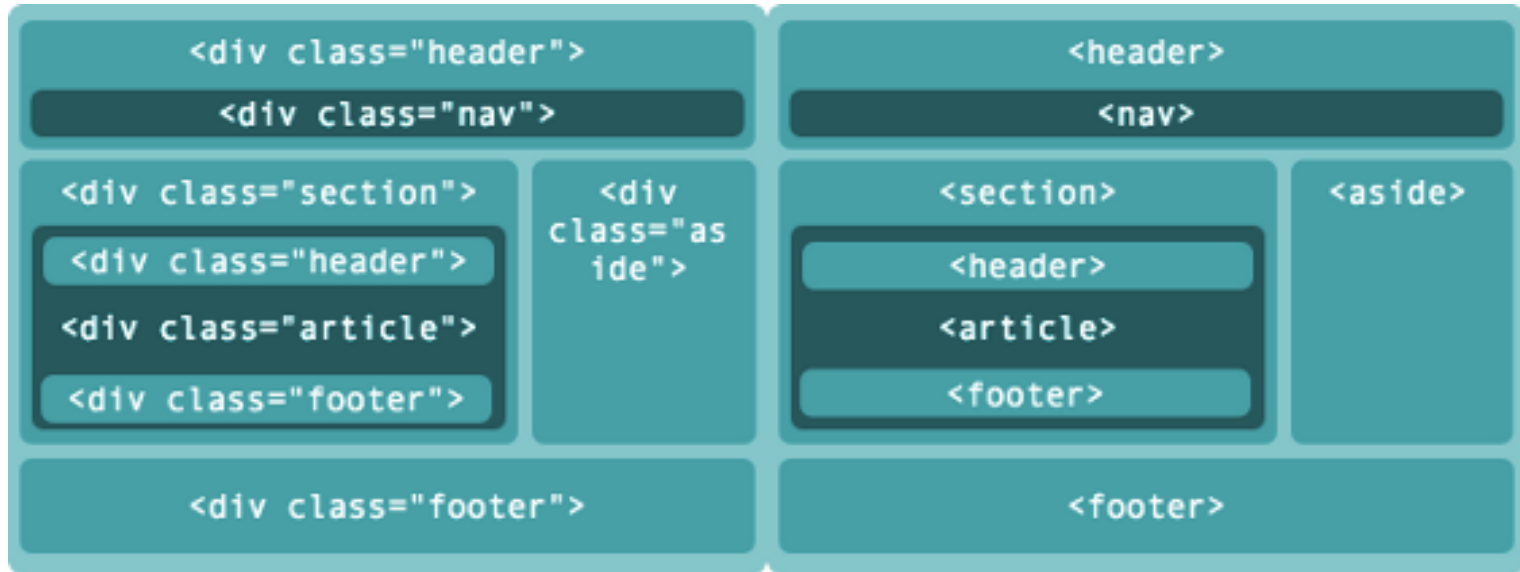 <div class="header">
<div class="nav">
<div class="section">
<div class="header">
<div class="article">
<div class="footer">
<div
class="as
ide">
<div class="footer">
<header>
<nav>
<section>
<header>
<article>
<footer>
<aside>
<footer>